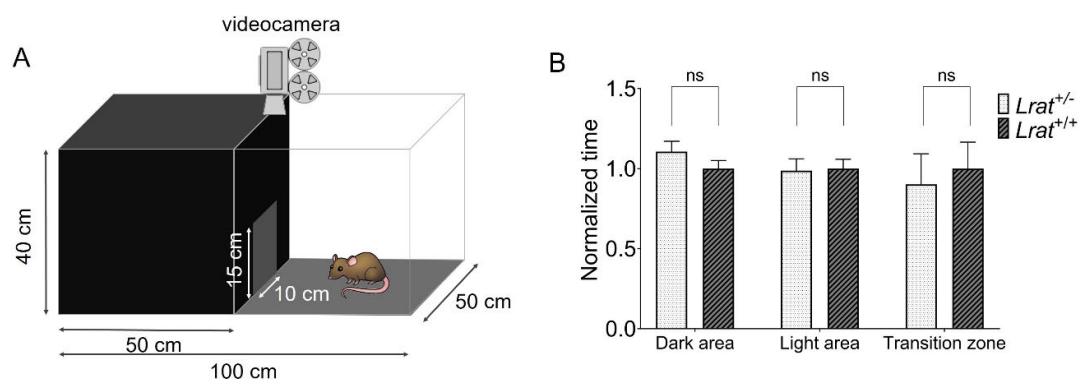 videocamera
A
40 cm
15 cm
10 cm
50 cm
50 cm
100 cm
B
ns
ns
ns
Lrat+/-
Lrat+/+
Normalized time
1.5
1.0
0.5
0.0
Dark area
Light area
Transition zone